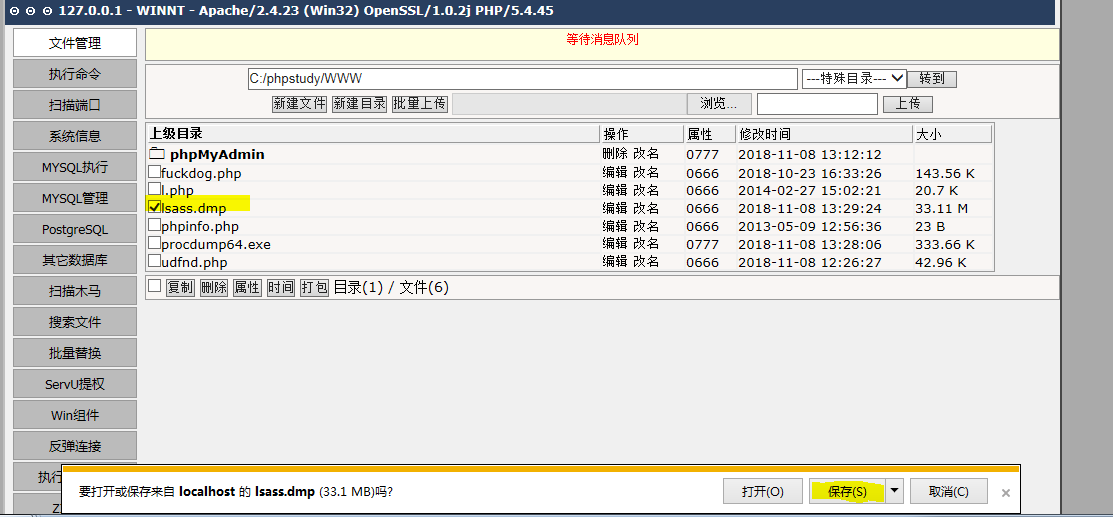 127.0.0.1 - WINNT - Apache/2.4.23 (Win32) OpenSSL/1.0.2j PHP/5.4.45
文件管理
执行命令
扫描端口
系统信息
MYSQL执行
MYSQL管理
PostgreSQL
其它数据库
扫描木马
搜索文件
批量替换
ServU提权
Win组件
反弹连接
执行
等待消息队列
C:/phpstudy/WWW ---特殊目录--- 转到
新建文件 新建目录 批量上传 浏览... 上传
上级目录 操作 属性 修改时间 大小
phpMyAdmin 删除 改名 0777 2018-11-08 13:12:12
fuckdog.php 编辑 改名 0666 2018-10-23 16:33:26 143.56 K
l.php 编辑 改名 0666 2014-02-27 15:02:21 20.7 K
lsass.dmp 编辑 改名 0666 2018-11-08 13:29:24 33.11 M
phpinfo.php 编辑 改名 0666 2013-05-09 12:56:36 23 B
procdump64.exe 编辑 改名 0777 2018-11-08 13:28:06 333.66 K
udfnd.php 编辑 改名 0666 2018-11-08 12:26:27 42.96 K
复制 删除 属性 时间 打包 目录(1) / 文件(6)
要打开或保存来自 localhost 的 lsass.dmp (33.1 MB)吗? 打开(O) 保存(S) 取消(C) ×